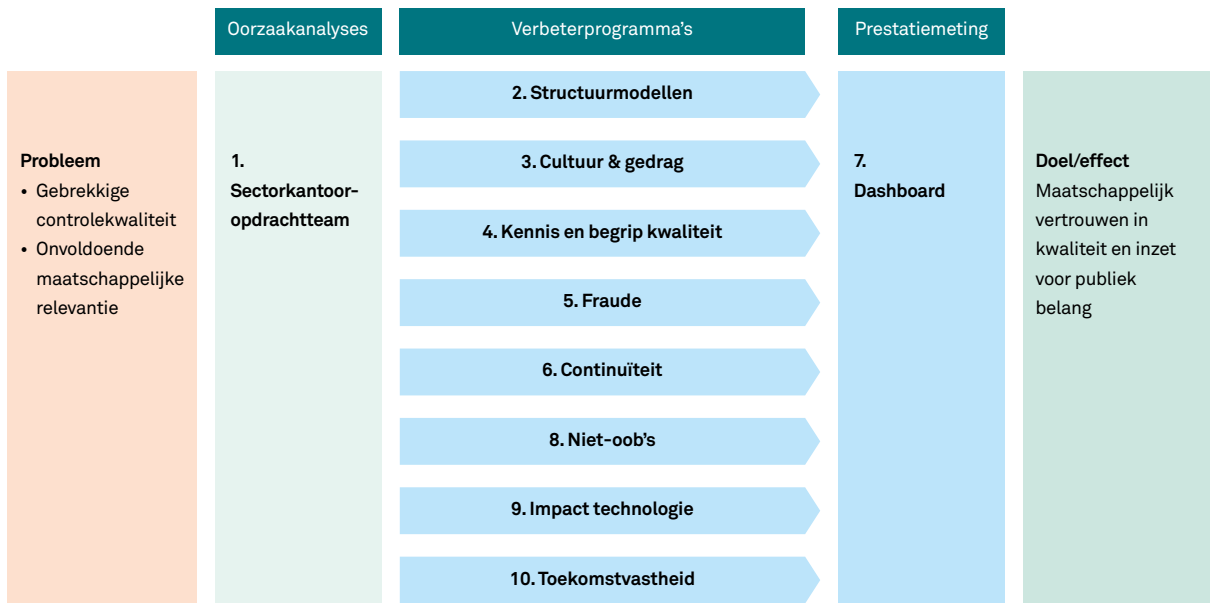 Oorzaakanalyses
Verbeterprogramma's
Prestatiemeting
Probleem
• Gebrekkige
controlekwaliteit
• Onvoldoende
maatschappelijke
relevantie
1.
Sectorkantoor-
opdrachtteam
2. Structuurmodellen
3. Cultuur & gedrag
4. Kennis en begrip kwaliteit
5. Fraude
6. Continuïteit
8. Niet-oob's
9. Impact technologie
10. Toekomstvastheid
7.
Dashboard
Doel/effect
Maatschappelijk
vertrouwen in
kwaliteit en inzet
voor publiek
belang